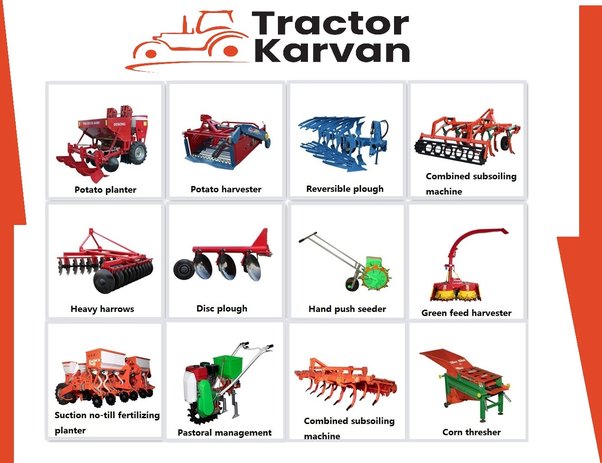 Tractor
Karvan
Potato planter
Potato harvester
Reversible plough
Combined subsoiling
machine
Heavy harrows
Disc plough
Hand push seeder
Green feed harvester
Suction no-till fertilizing
planter
Pastoral management
Combined subsoiling
machine
Corn thresher